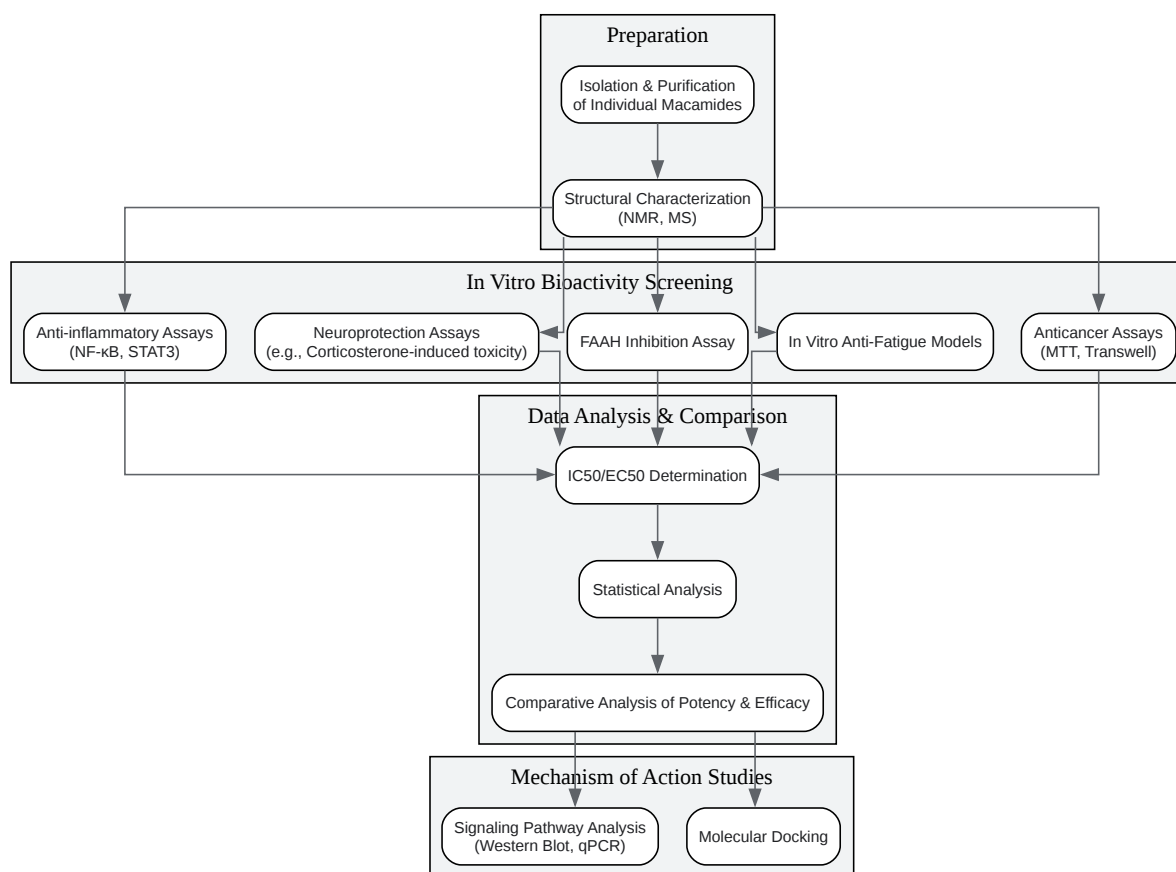 Preparation
Isolation & Purification
of Individual Macamides
Structural Characterization
(NMR, MS)
In Vitro Bioactivity Screening
Anti-inflammatory Assays
(NF-κB, STAT3)
Neuroprotection Assays
(e.g., Corticosterone-induced toxicity)
FAAH Inhibition Assay
In Vitro Anti-Fatigue Models
Anticancer Assays
(MTT, Transwell)
Data Analysis & Comparison
IC50/EC50 Determination
Statistical Analysis
Comparative Analysis of Potency & Efficacy
Mechanism of Action Studies
Signaling Pathway Analysis
(Western Blot, qPCR)
Molecular Docking